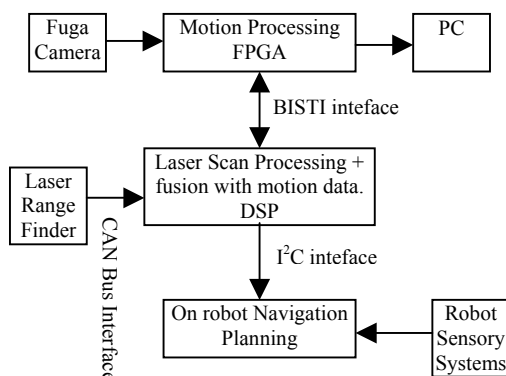 Fuga
Camera
Motion Processing
FPGA
PC
BISTI inteface
Laser
Range
Finder
CAN Bus Interface
Laser Scan Processing +
fusion with motion data.
DSP
I²C inteface
On robot Navigation
Planning
Robot
Sensory
Systems